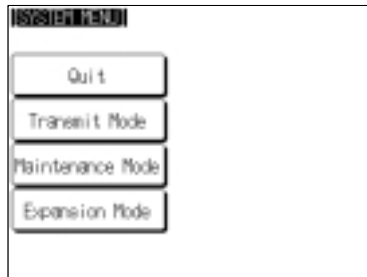 [SYSTEM MENU]
Quit
Transmit Mode
Maintenance Mode
Expansion Mode